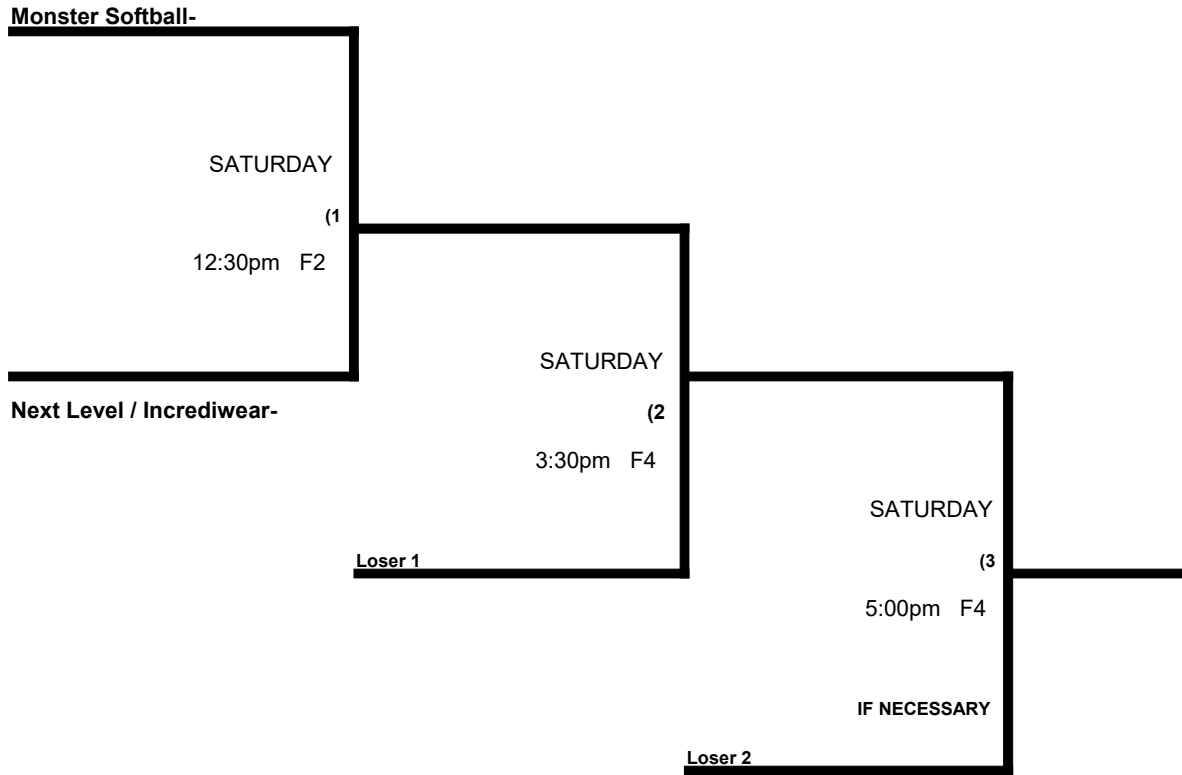 Monster Softball-
SATURDAY
(1
12:30pm F2
Next Level / Incrediwear-
SATURDAY
(2
3:30pm F4
Loser 1
SATURDAY
(3
5:00pm F4
IF NECESSARY
Loser 2